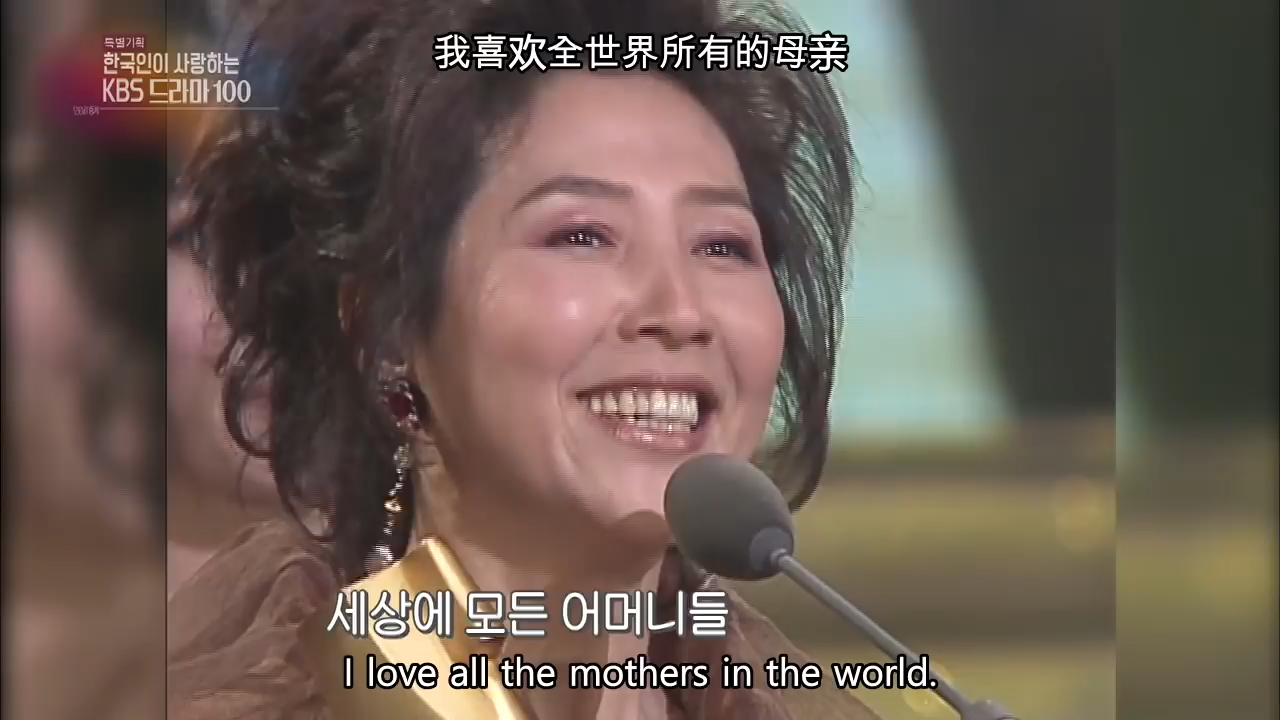 我喜欢全世界所有的母亲
특별기획
한국인이 사랑하는
KBS 드라마 100
세상에 모든 어머니들
I love all the mothers in the world.